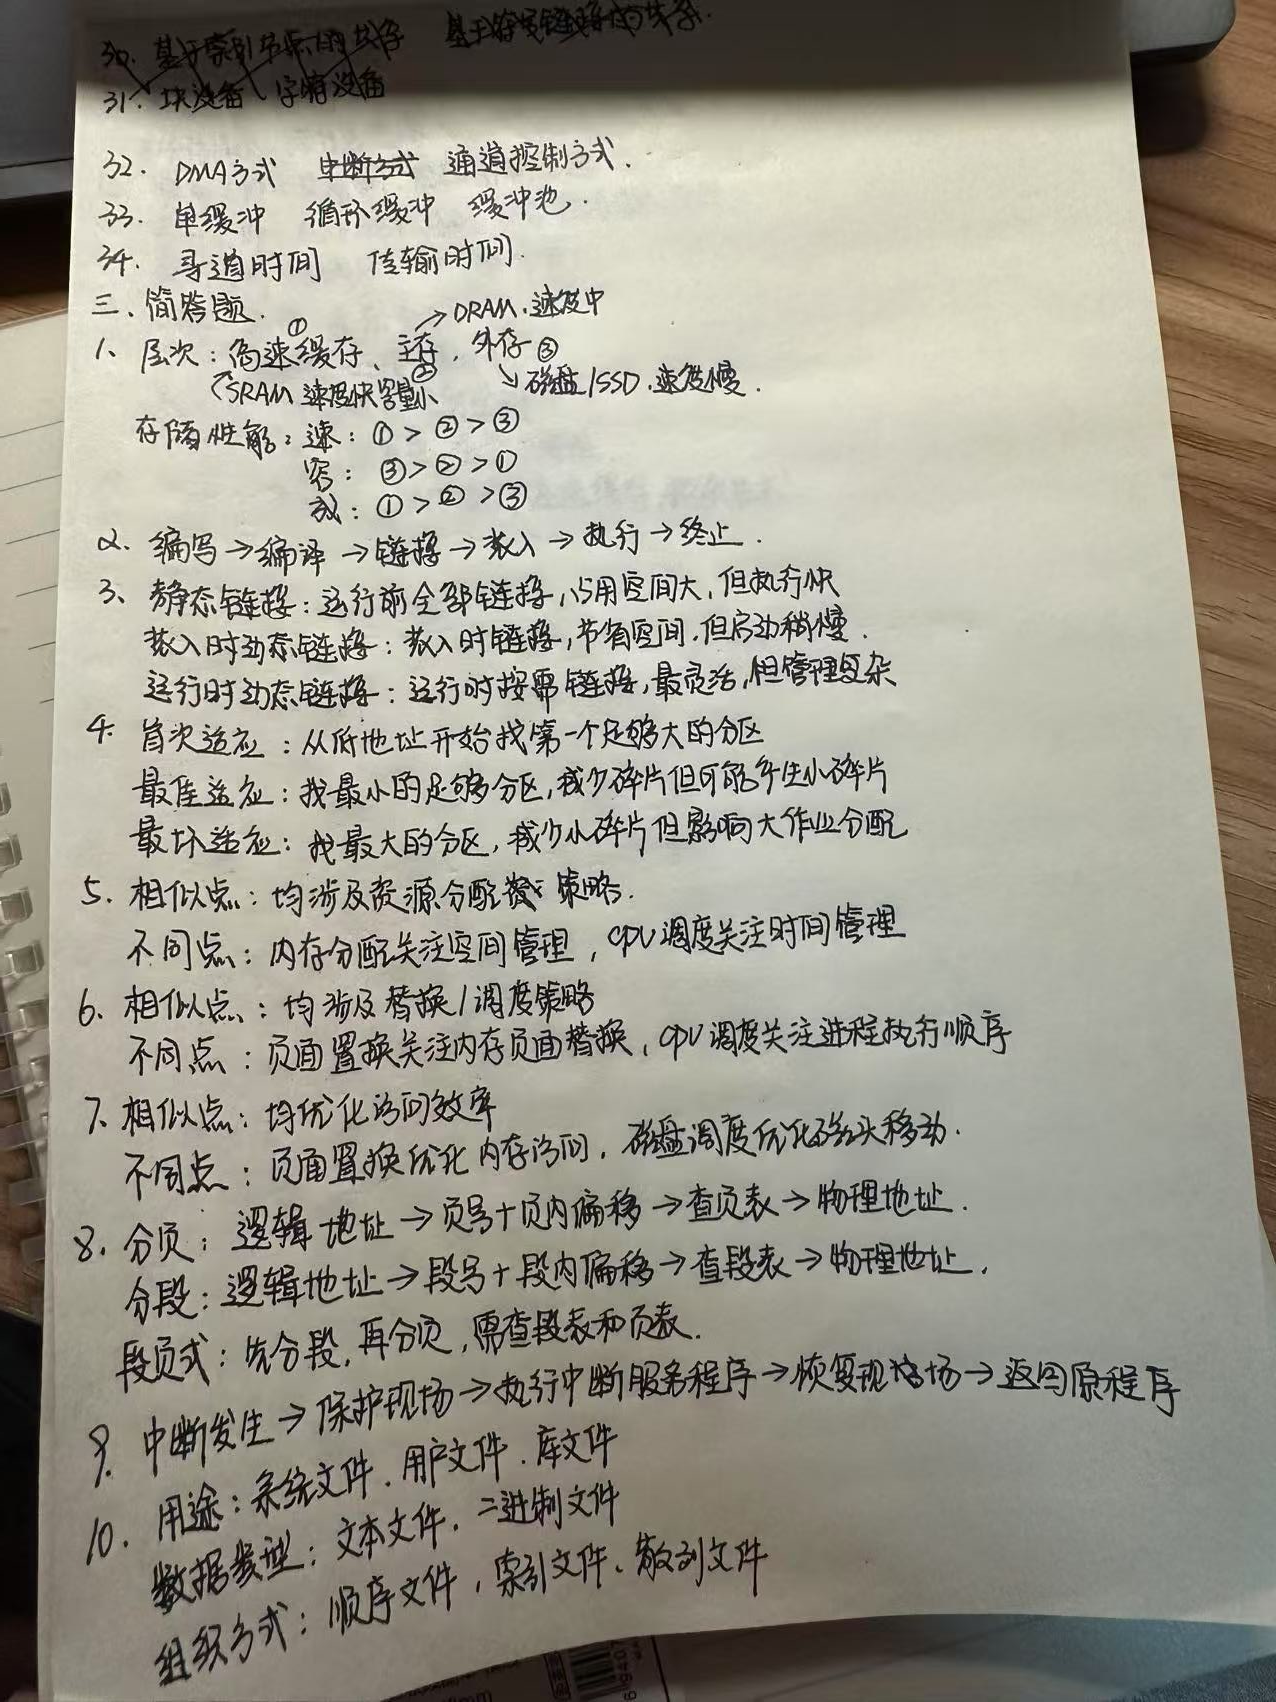 30. 基于索引节点的共享 基于符号链接的共享.
31. 块设备、字符设备
32. DMA方式 中断方式 通道控制方式.
33. 单缓冲 循环缓冲 缓冲池.
34. 寻道时间 传输时间.
三、简答题.
→DRAM.速度中
1、层次:高速缓存①、主存②,外存③
SRAM 速度快容量小 ↘磁盘/SSD.速度慢.
存储性能:速:①>②>③
容:③>②>①
成:①>②>③
2. 编写→编译→链接→装入→执行→终止.
3、静态链接:运行前全部链接,占用空间大,但执行快
装入时动态链接:装入时链接,节省空间,但启动稍慢.
运行时动态链接:运行时按需链接,最灵活,但管理复杂
4. 首次适应:从低地址开始找第一个足够大的分区
最佳适应:找最小的足够分区,减少碎片但可能产生小碎片
最坏适应:找最大的分区,减少小碎片但影响大作业分配
5. 相似点:均涉及资源分配 策略.
不同点:内存分配关注空间管理,CPU调度关注时间管理
6、相似点:均涉及替换/调度策略
不同点:页面置换关注内存页面替换,CPU调度关注进程执行顺序
7. 相似点:均优化访问效率
不同点:页面置换优化内存访问,磁盘调度优化磁头移动.
8. 分页:逻辑地址→页号+页内偏移→查页表→物理地址.
分段:逻辑地址→段号+段内偏移→查段表→物理地址.
段页式:先分段,再分页,需查段表和页表.
9. 中断发生→保护现场→执行中断服务程序→恢复现场→返回原程序
10. 用途:系统文件.用户文件.库文件
数据类型:文本文件.二进制文件
组织方式:顺序文件,索引文件、散列文件